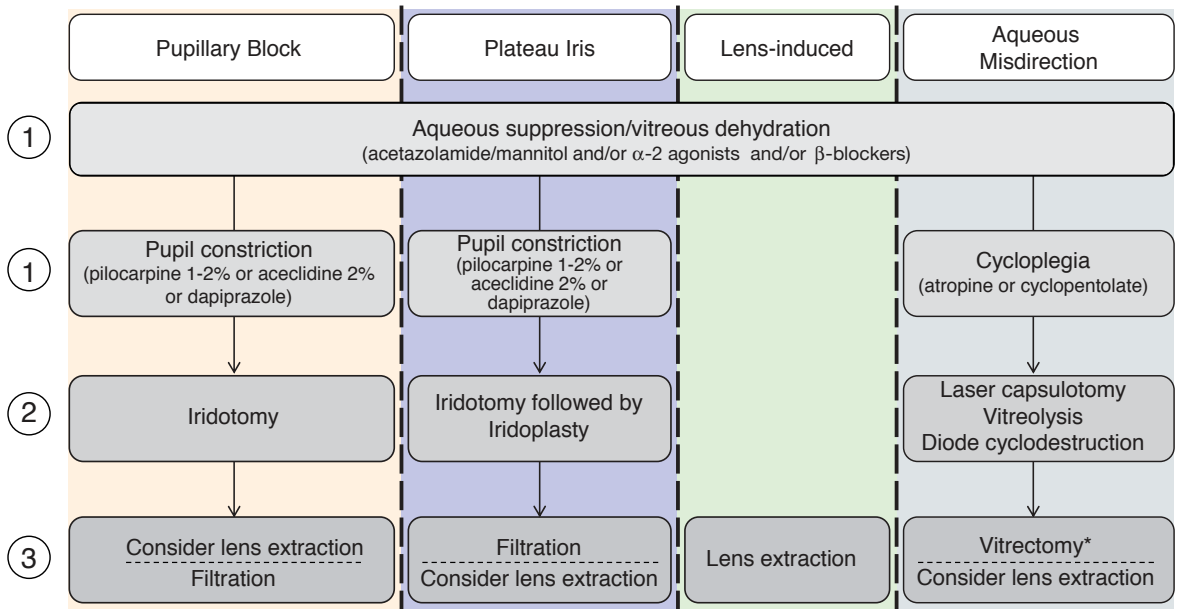 Pupillary Block
Plateau Iris
Lens-induced
Aqueous
Misdirection
1
Aqueous suppression/vitreous dehydration
(acetazolamide/mannitol and/or α-2 agonists and/or β-blockers)
1
Pupil constriction
(pilocarpine 1-2% or aceclidine 2%
or dapiprazole)
Pupil constriction
(pilocarpine 1-2% or
aceclidine 2% or
dapiprazole)
Cycloplegia
(atropine or cyclopentolate)
2
Iridotomy
Iridotomy followed by
Iridoplasty
Laser capsulotomy
Vitreolysis
Diode cyclodestruction
3
Consider lens extraction
Filtration
Filtration
Consider lens extraction
Lens extraction
Vitrectomy*
Consider lens extraction